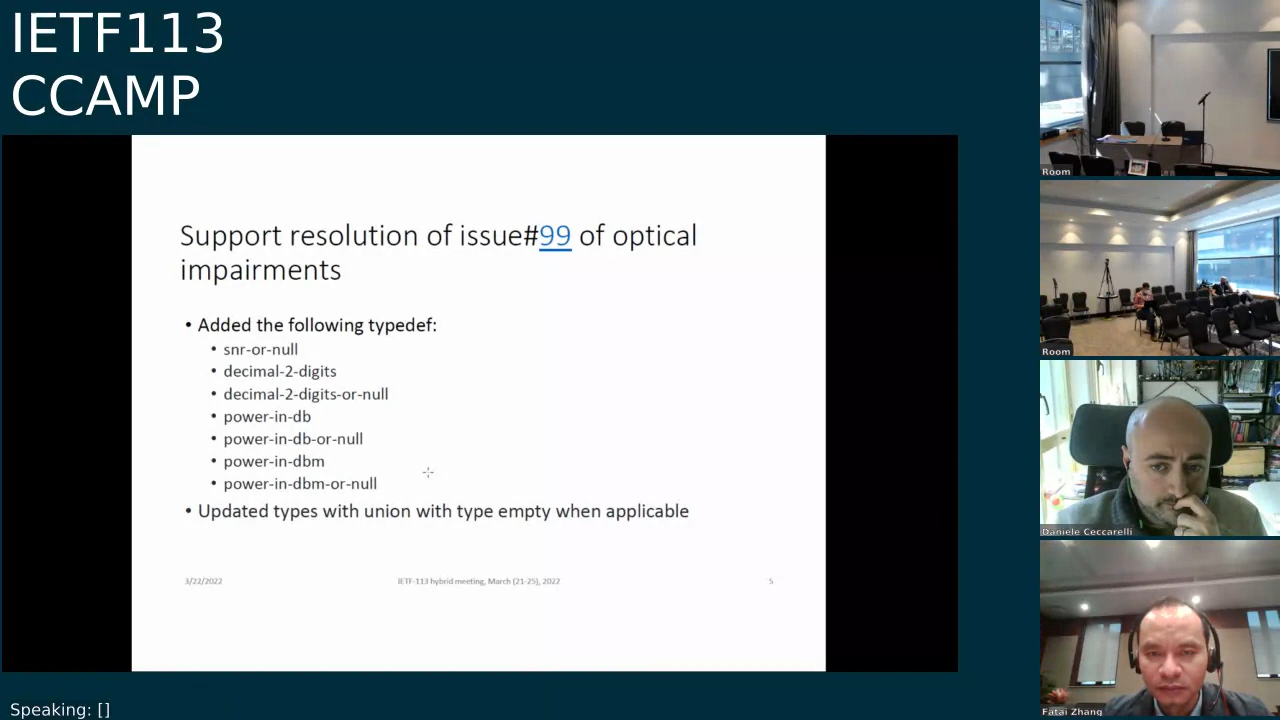 IETF113
CCAMP
Support resolution of issue#99 of optical
impairments
• Added the following typedef:
• snr-or-null
• decimal-2-digits
• decimal-2-digits-or-null
• power-in-db
• power-in-db-or-null
• power-in-dbm
• power-in-dbm-or-null
• Updated types with union with type empty when applicable
3/22/2022
IETF-113 hybrid meeting, March (21-25), 2022
5
Room
Room
Daniele Ceccarelli
Fatai Zhang
Speaking: []